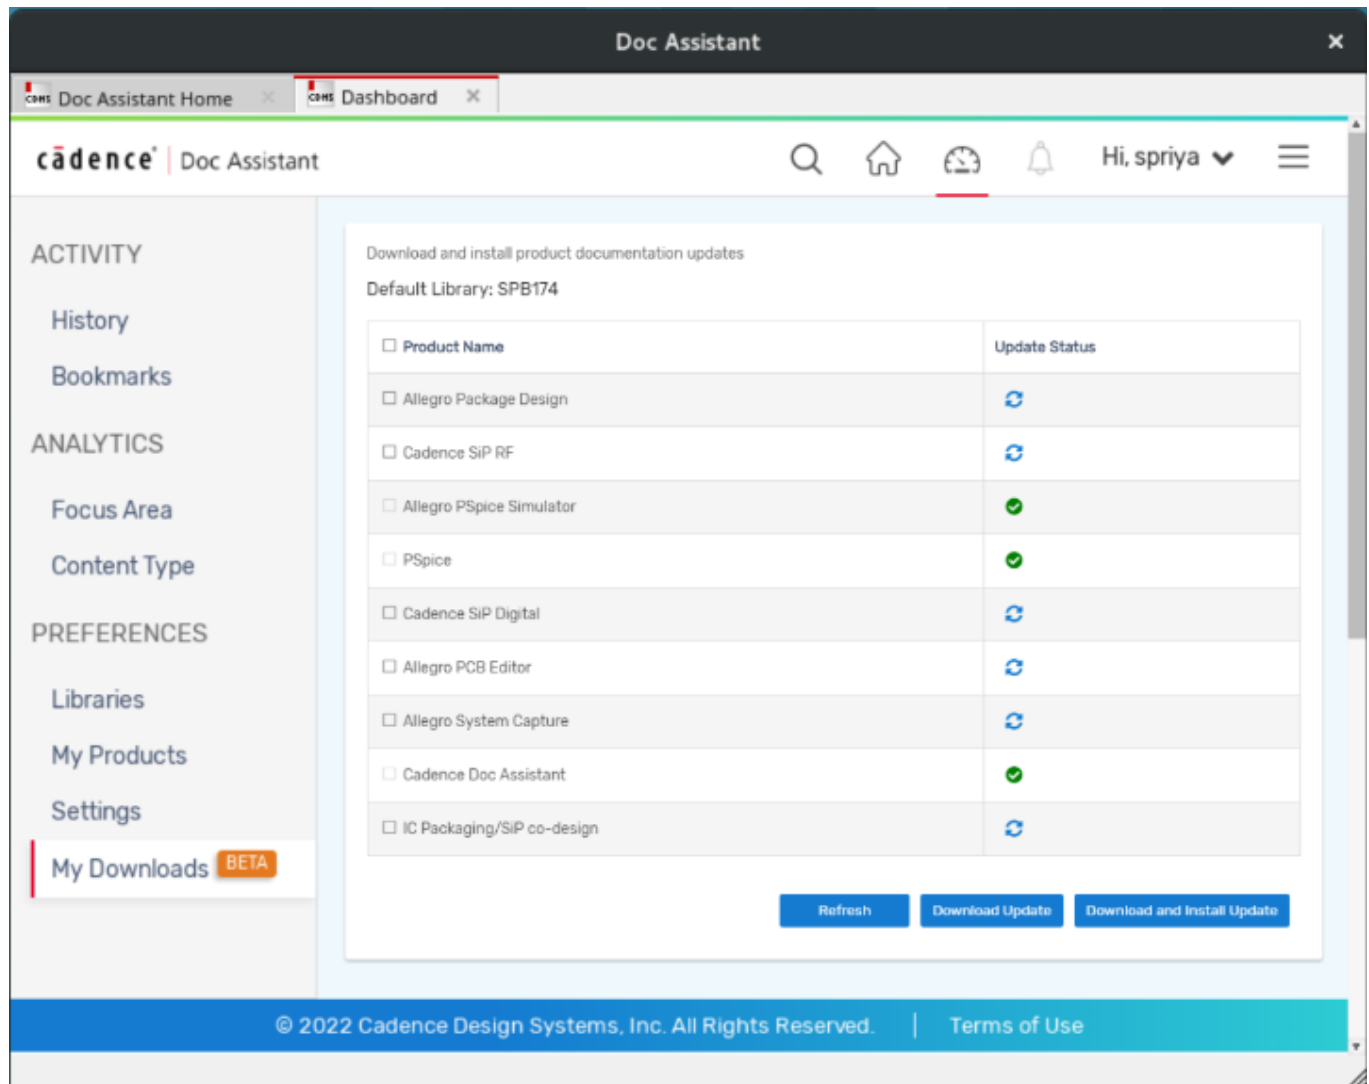 Doc Assistant
CDMS Doc Assistant Home
CDMS Dashboard
cādence® | Doc Assistant
Hi, spriya
ACTIVITY
History
Bookmarks
ANALYTICS
Focus Area
Content Type
PREFERENCES
Libraries
My Products
Settings
My Downloads BETA
Download and install product documentation updates
Default Library: SPB174
Product Name Update Status
Allegro Package Design
Cadence SiP RF
Allegro PSpice Simulator
PSpice
Cadence SiP Digital
Allegro PCB Editor
Allegro System Capture
Cadence Doc Assistant
IC Packaging/SiP co-design
Refresh Download Update Download and Install Update
© 2022 Cadence Design Systems, Inc. All Rights Reserved. | Terms of Use